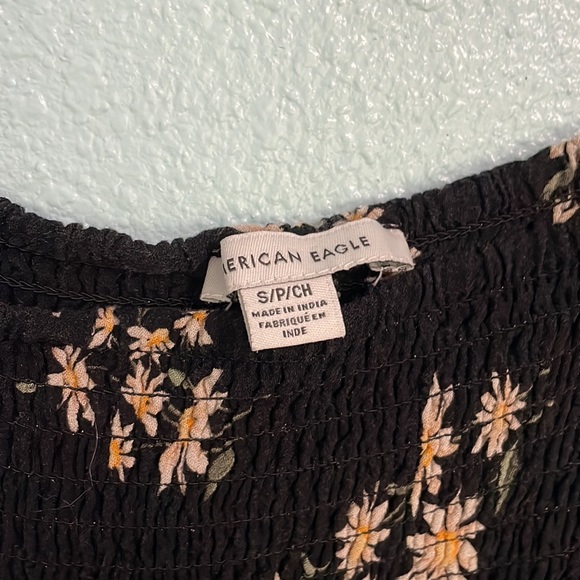 ERICAN EAGLE
S/P/CH
MADE IN INDIA
FABRIQUÉ EN
INDE